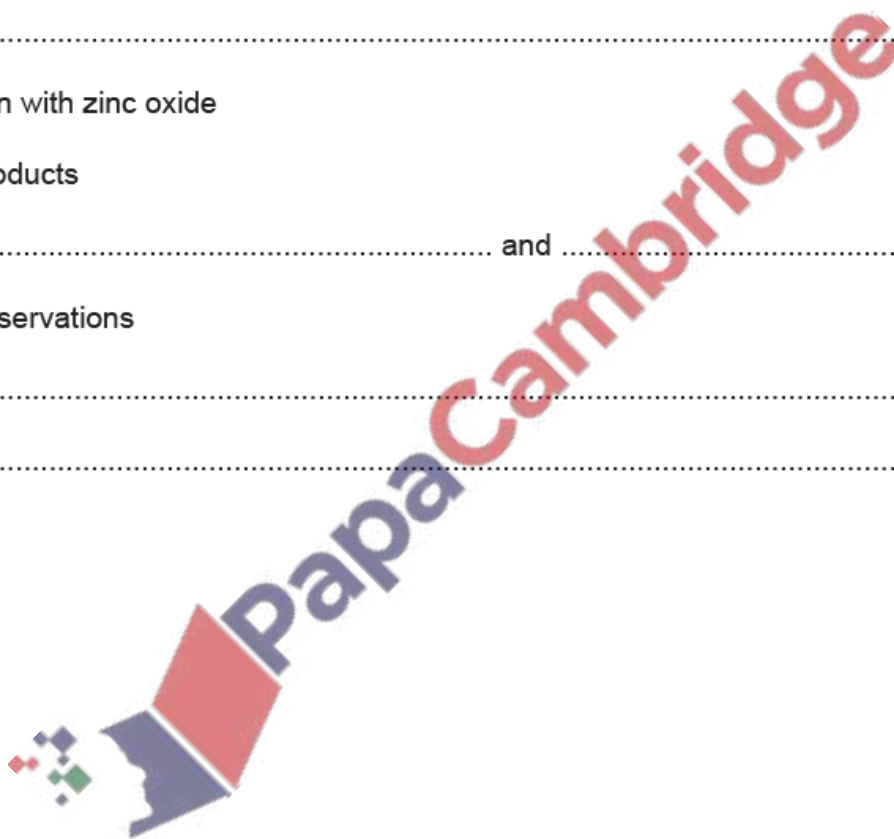 n with zinc oxide
oducts
and
servations
PapaCambridge